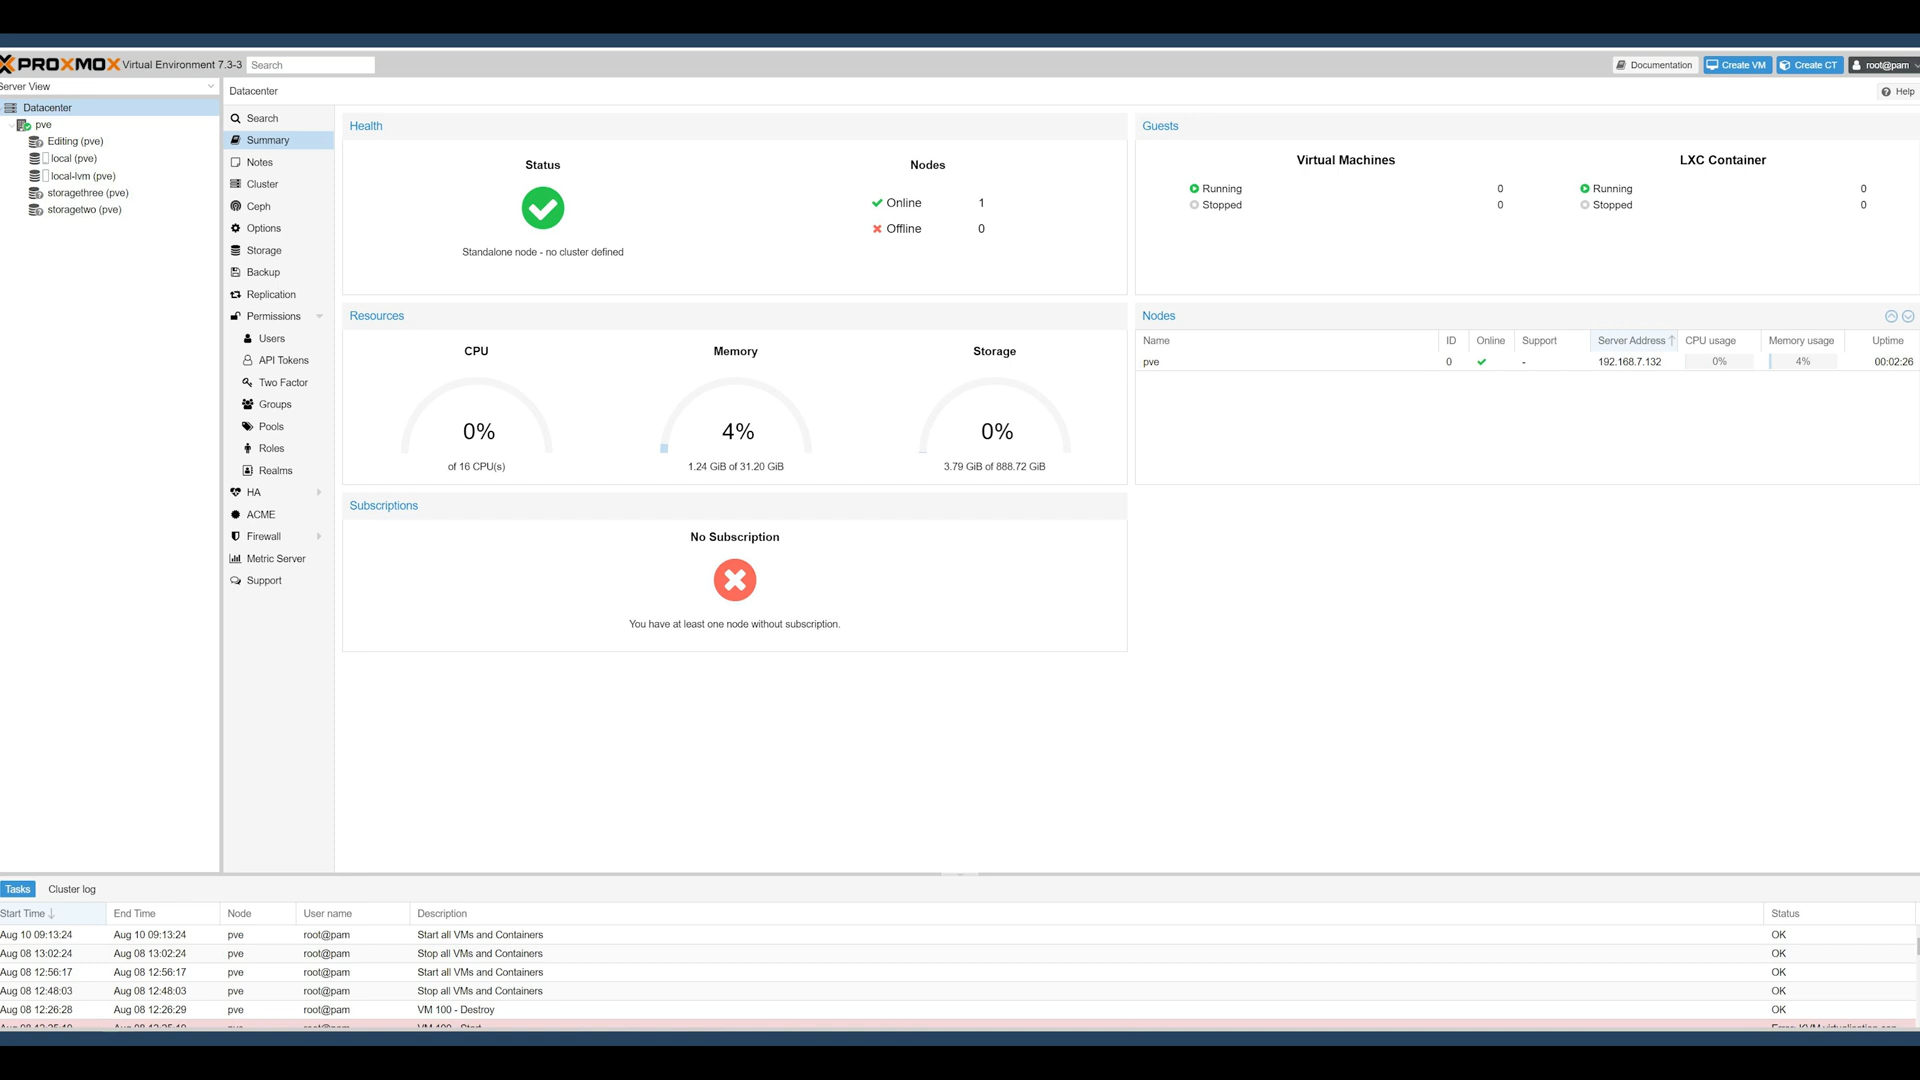 PROXMOX Virtual Environment 7.3-3 Search Documentation Create VM Create CT root@pam
Server View
Datacenter
pve
Editing (pve)
local (pve)
local-lvm (pve)
storagethree (pve)
storagetwo (pve)
Datacenter Help
Search
Summary
Notes
Cluster
Ceph
Options
Storage
Backup
Replication
Permissions
Users
API Tokens
Two Factor
Groups
Pools
Roles
Realms
HA
ACME
Firewall
Metric Server
Support
Health
Status
Standalone node - no cluster defined
Nodes
Online 1
Offline 0
Guests
Virtual Machines
Running 0
Stopped 0
LXC Container
Running 0
Stopped 0
Resources
CPU
0%
of 16 CPU(s)
Memory
4%
1.24 GiB of 31.20 GiB
Storage
0%
3.79 GiB of 888.72 GiB
Nodes
Name ID Online Support Server Address CPU usage Memory usage Uptime
pve 0 - 192.168.7.132 0% 4% 00:02:26
Subscriptions
No Subscription
You have at least one node without subscription.
Tasks Cluster log
Start Time End Time Node User name Description Status
Aug 10 09:13:24 Aug 10 09:13:24 pve root@pam Start all VMs and Containers OK
Aug 08 13:02:24 Aug 08 13:02:24 pve root@pam Stop all VMs and Containers OK
Aug 08 12:56:17 Aug 08 12:56:17 pve root@pam Start all VMs and Containers OK
Aug 08 12:48:03 Aug 08 12:48:03 pve root@pam Stop all VMs and Containers OK
Aug 08 12:26:28 Aug 08 12:26:29 pve root@pam VM 100 - Destroy OK